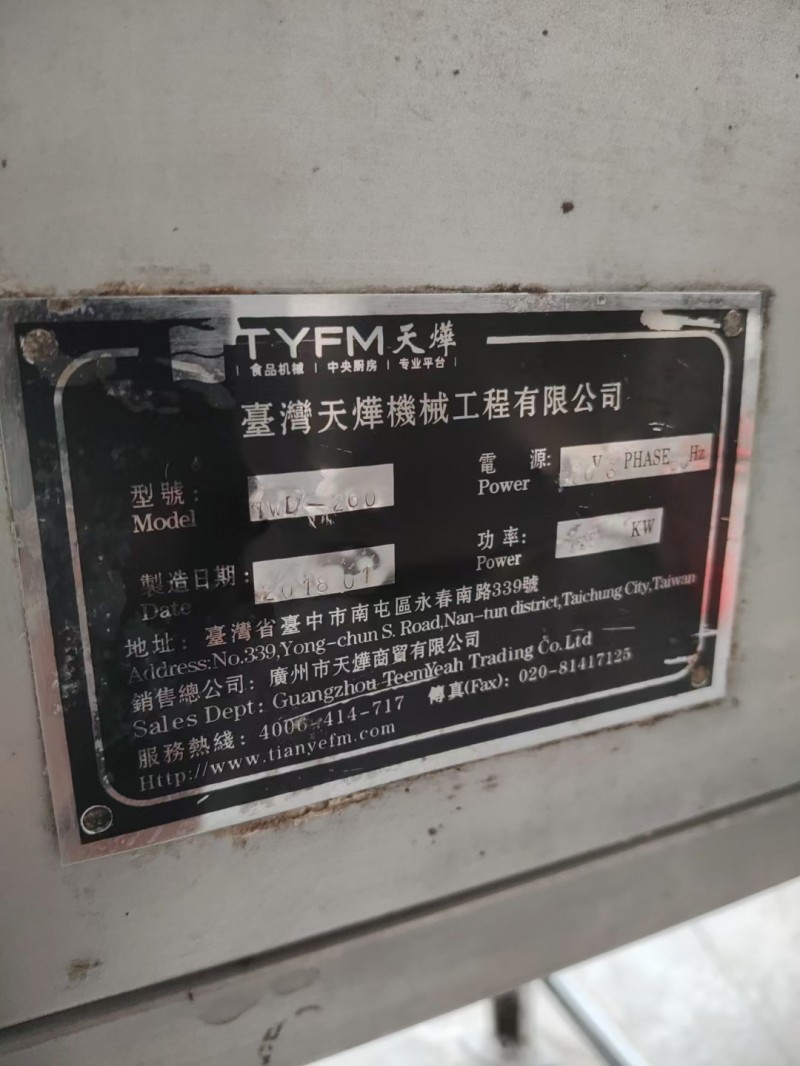 TYFM 天燁
食品机械 | 中央厨房 | 专业平台
臺灣天燁機械工程有限公司
型號:
Model
電 源: V PHASE Hz
Power
功 率: KW
Power
製造日期: 2018 01
Date
地址: 臺灣省臺中市南屯區永春南路339號
Address:No.339,Yong-chun S. Road,Nan-tun district,Taichung City,Taiwan
銷售總公司: 廣州市天燁商貿有限公司
Sales Dept: Guangzhou TeemYeah Trading Co.Ltd
服務熱綫: 4006-414-717 傳真(Fax): 020-81417125
Http://www.tianyefm.com